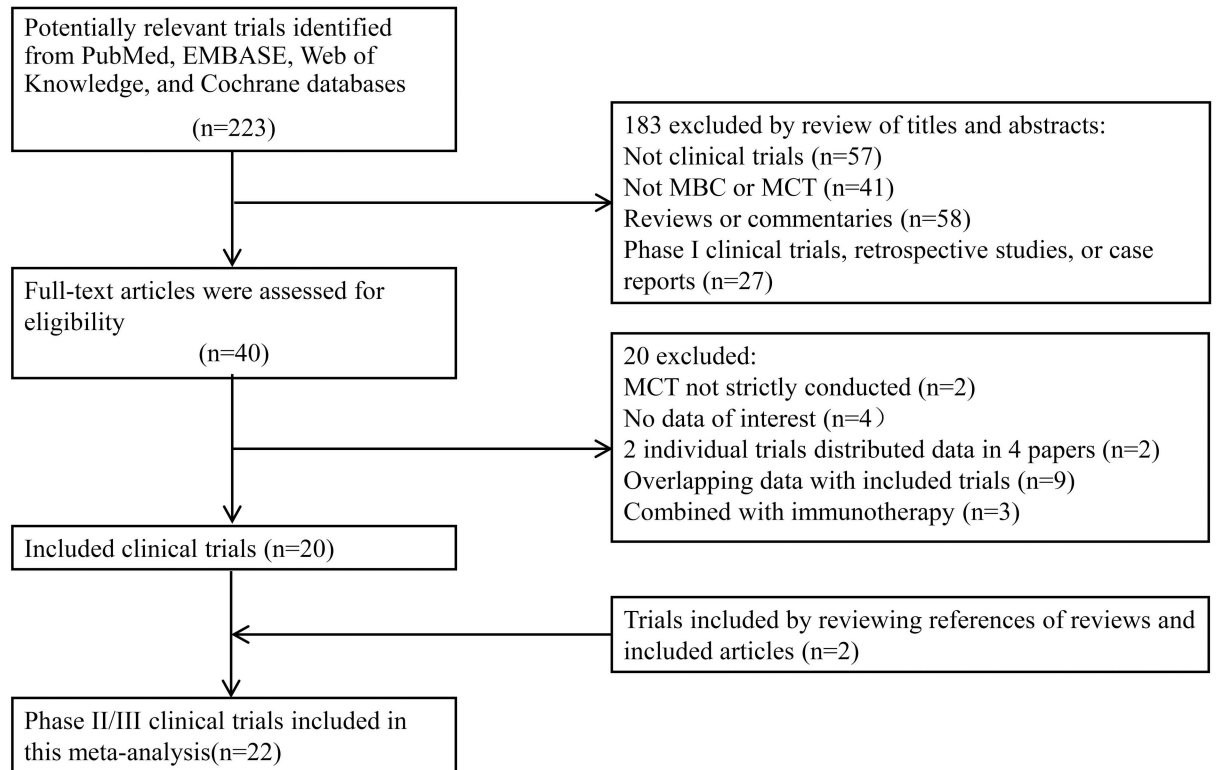 Potentially relevant trials identified
from PubMed, EMBASE, Web of
Knowledge, and Cochrane databases
(n=223)
183 excluded by review of titles and abstracts:
Not clinical trials (n=57)
Not MBC or MCT (n=41)
Reviews or commentaries (n=58)
Phase I clinical trials, retrospective studies, or case
reports (n=27)
Full-text articles were assessed for
eligibility
(n=40)
20 excluded:
MCT not strictly conducted (n=2)
No data of interest (n=4）
2 individual trials distributed data in 4 papers (n=2)
Overlapping data with included trials (n=9)
Combined with immunotherapy (n=3)
Included clinical trials (n=20)
Trials included by reviewing references of reviews and
included articles (n=2)
Phase II/III clinical trials included in
this meta-analysis(n=22)